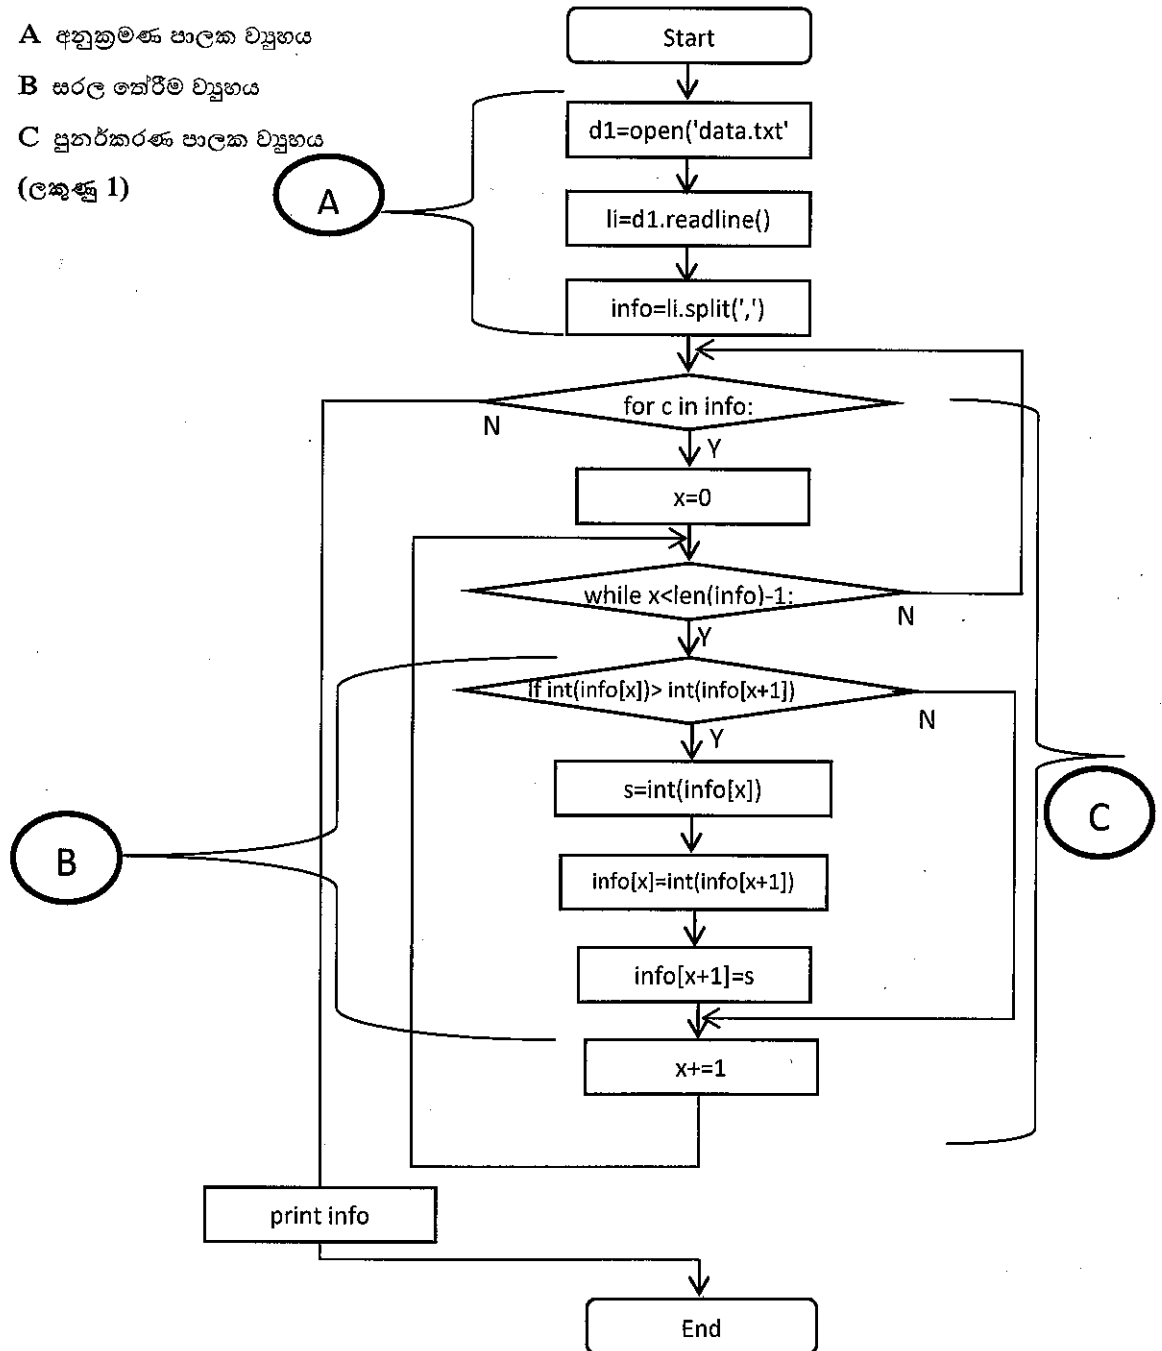 A අනුක්‍රමණ පාලක ව්‍යුහය
B සරල තේරීම ව්‍යුහය
C පුනර්කරණ පාලක ව්‍යුහය
(ලකුණු 1)
Start
d1=open('data.txt'
A
li=d1.readline()
info=li.split(',')
for c in info:
N
Y
x=0
while x<len(info)-1:
N
Y
if int(info[x])> int(info[x+1])
N
Y
s=int(info[x])
C
B
info[x]=int(info[x+1])
info[x+1]=s
x+=1
print info
End